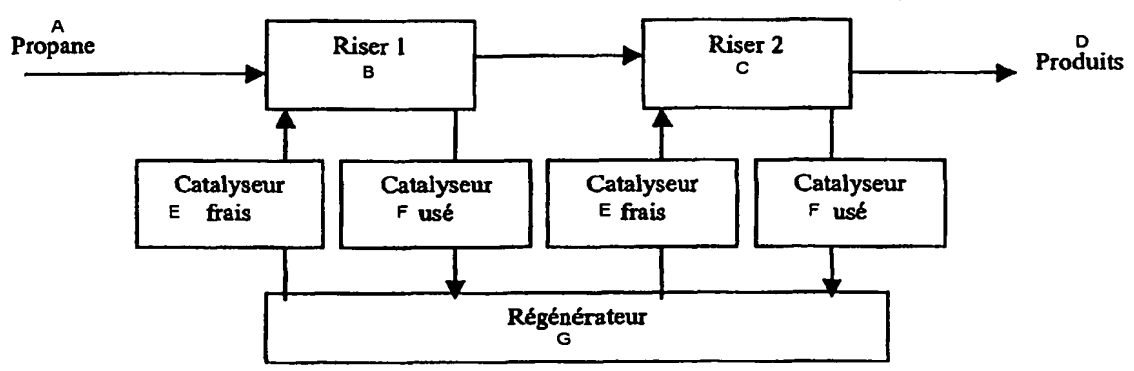 A
Propane
Riser 1
B
Riser 2
C
D
Produits
Catalyseur
E frais
Catalyseur
F usé
Catalyseur
E frais
Catalyseur
F usé
Régénérateur
G